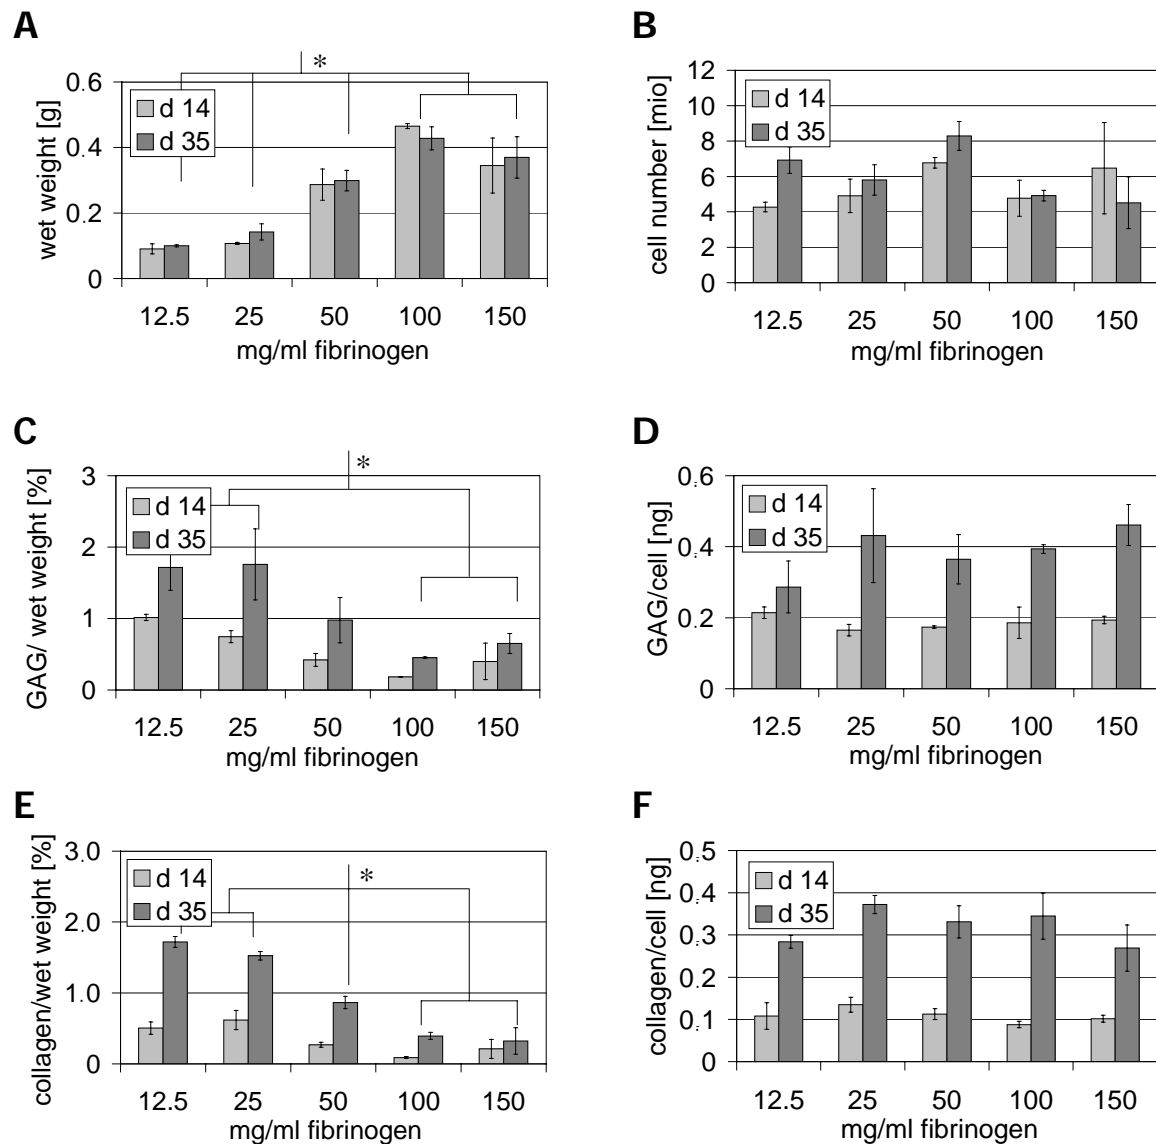 A
wet weight [g]
0.6
0.4
0.2
0
d 14
d 35
*
12.5 25 50 100 150
mg/ml fibrinogen
B
cell number [mio]
12
10
8
6
4
2
0
d 14
d 35
12.5 25 50 100 150
mg/ml fibrinogen
C
GAG/ wet weight [%]
3
2
1
0
d 14
d 35
*
12.5 25 50 100 150
mg/ml fibrinogen
D
GAG/cell [ng]
0.6
0.4
0.2
0
d 14
d 35
12.5 25 50 100 150
mg/ml fibrinogen
E
collagen/wet weight [%]
3.0
2.0
1.0
0
d 14
d 35
*
12.5 25 50 100 150
mg/ml fibrinogen
F
collagen/cell [ng]
0.5
0.4
0.3
0.2
0.1
0
d 14
d 35
12.5 25 50 100 150
mg/ml fibrinogen